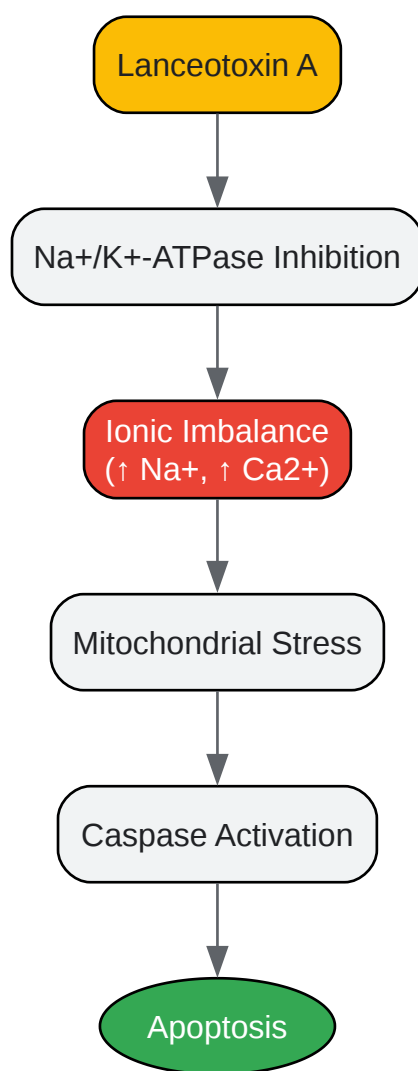 Lanceotoxin A
Na+/K+-ATPase Inhibition
Ionic Imbalance
(↑ Na+, ↑ Ca2+)
Mitochondrial Stress
Caspase Activation
Apoptosis